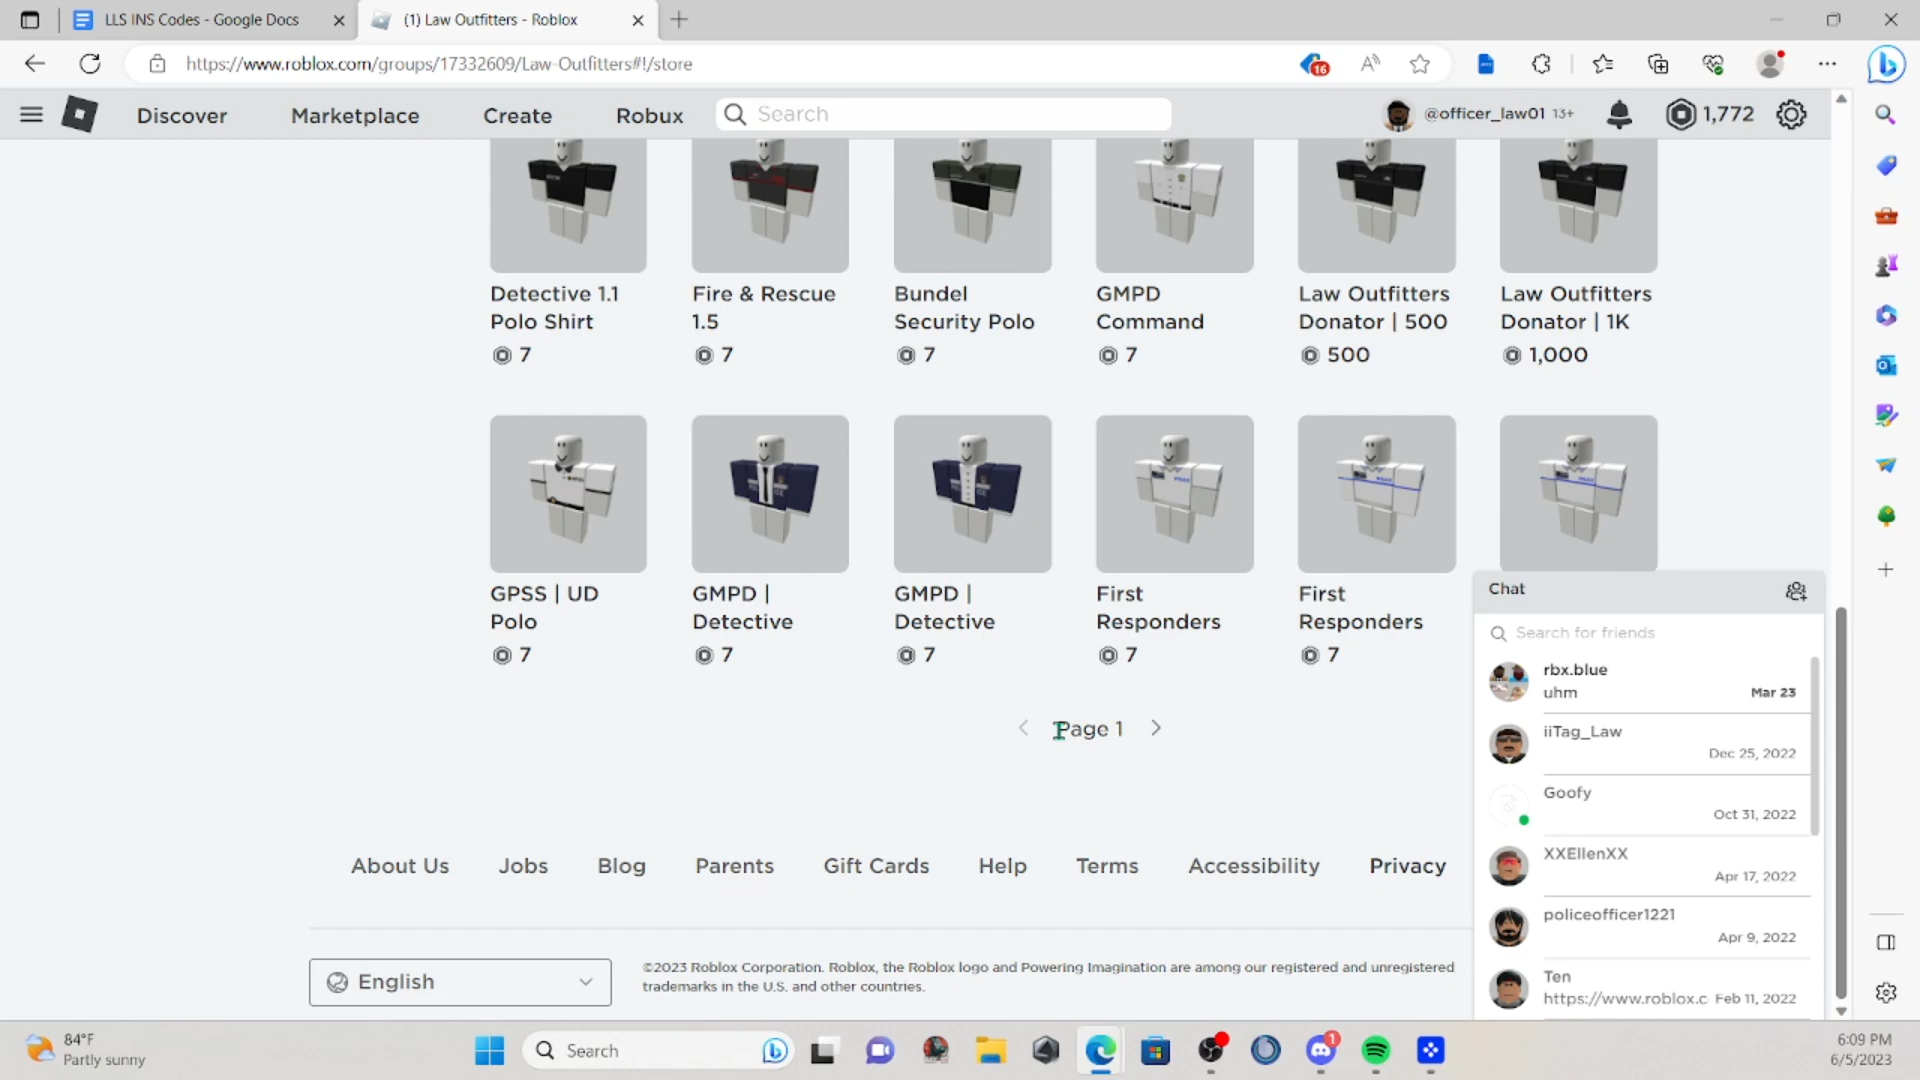 LLS INS Codes - Google Docs
(1) Law Outfitters - Roblox
https://www.roblox.com/groups/17332609/Law-Outfitters#!/store
16
Discover
Marketplace
Create
Robux
Search
@officer_law01 13+
1,772
Detective 1.1
Polo Shirt
7
Fire & Rescue
1.5
7
Bundel
Security Polo
7
GMPD
Command
7
Law Outfitters
Donator | 500
500
Law Outfitters
Donator | 1K
1,000
GPSS | UD
Polo
7
GMPD |
Detective
7
GMPD |
Detective
7
First
Responders
7
First
Responders
7
Page 1
Chat
Search for friends
rbx.blue
uhm Mar 23
iiTag_Law
Dec 25, 2022
Goofy
Oct 31, 2022
XXEllenXX
Apr 17, 2022
policeofficer1221
Apr 9, 2022
Ten
https://www.roblox.c Feb 11, 2022
About Us Jobs Blog Parents Gift Cards Help Terms Accessibility Privacy
English
©2023 Roblox Corporation. Roblox, the Roblox logo and Powering Imagination are among our registered and unregistered
trademarks in the U.S. and other countries.
84°F
Partly sunny
Search
1
6:09 PM
6/5/2023